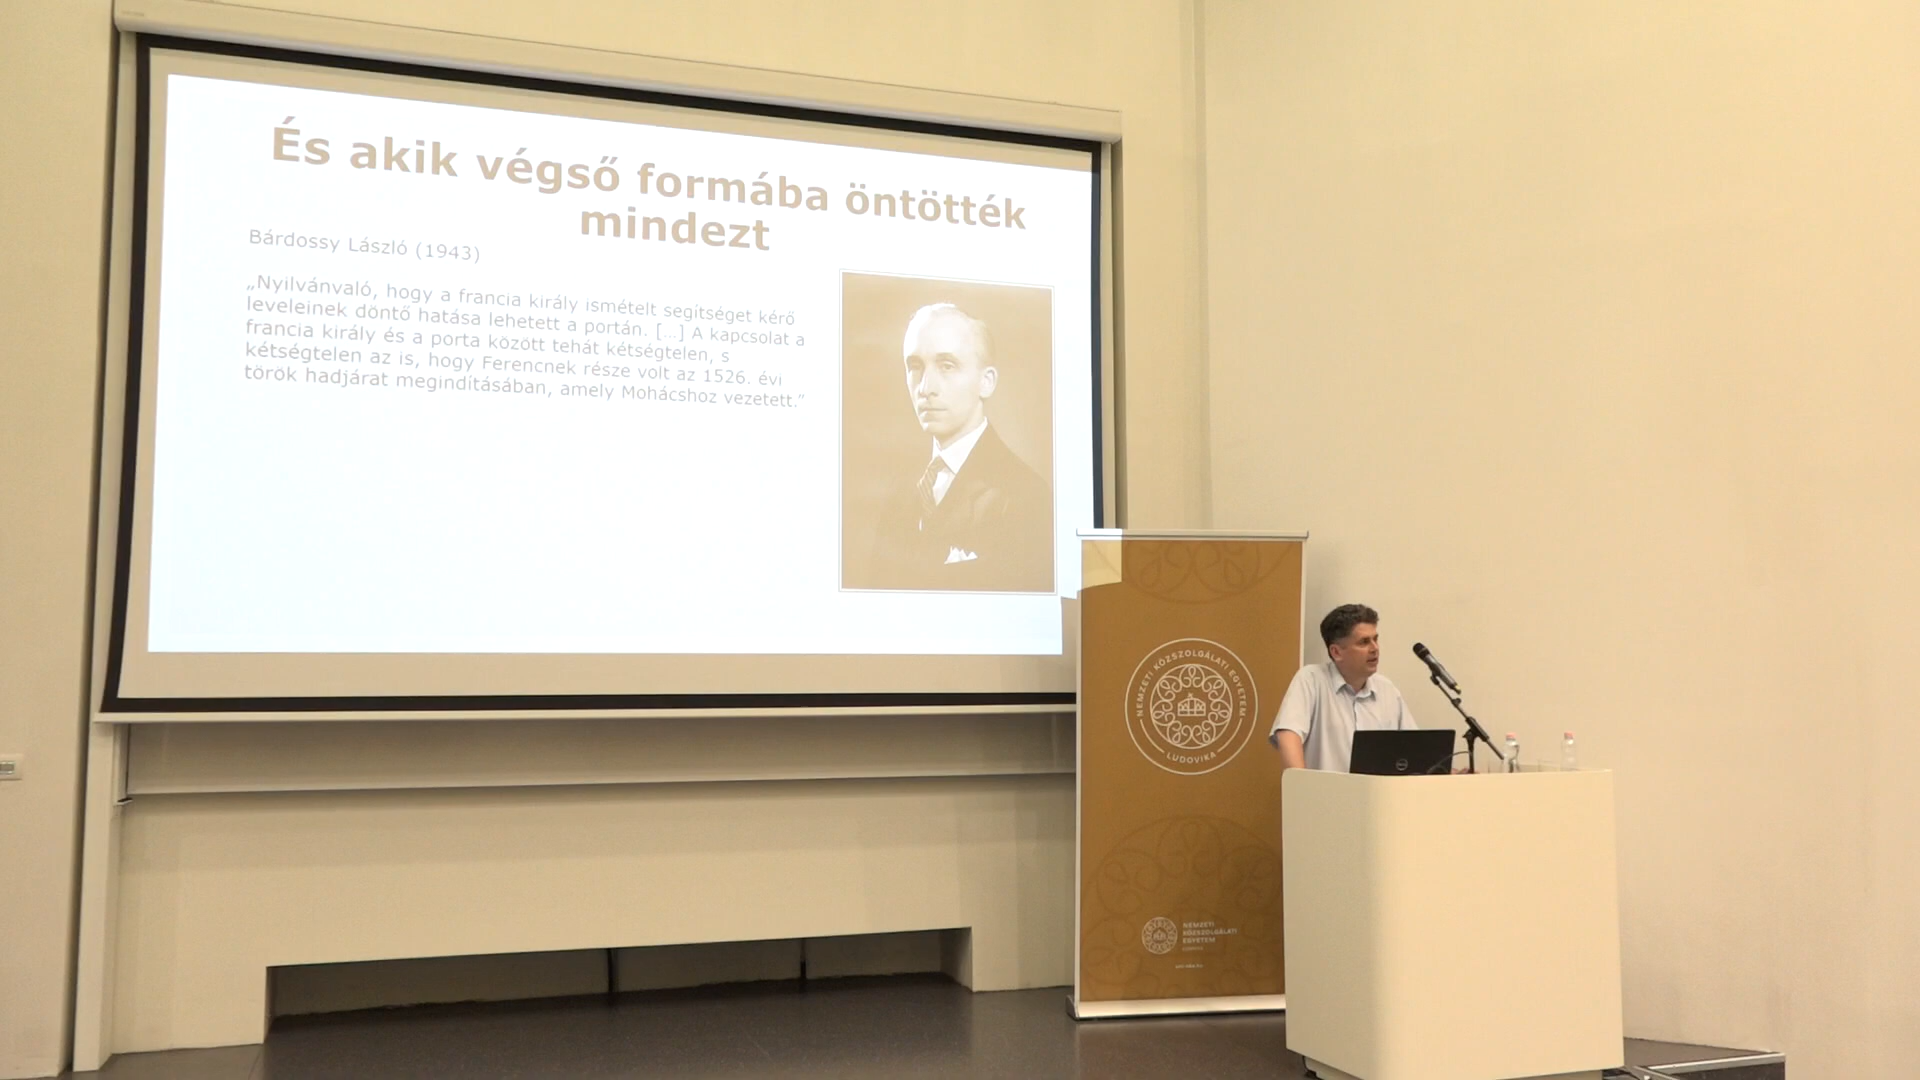 És akik végső formába öntötték
mindezt
Bárdossy László (1943)
„Nyilvánvaló, hogy a francia király ismételt segítséget kérő
leveleinek döntő hatása lehetett a portán. [...] A kapcsolat a
francia király és a porta között tehát kétségtelen, s
kétségtelen az is, hogy Ferencnek része volt az 1526. évi
török hadjárat megindításában, amely Mohácshoz vezetett.”
NEMZETI KÖZSZOLGÁLATI EGYETEM
LUDOVIKA
DELL
NEMZETI
KÖZSZOLGÁLATI
EGYETEM